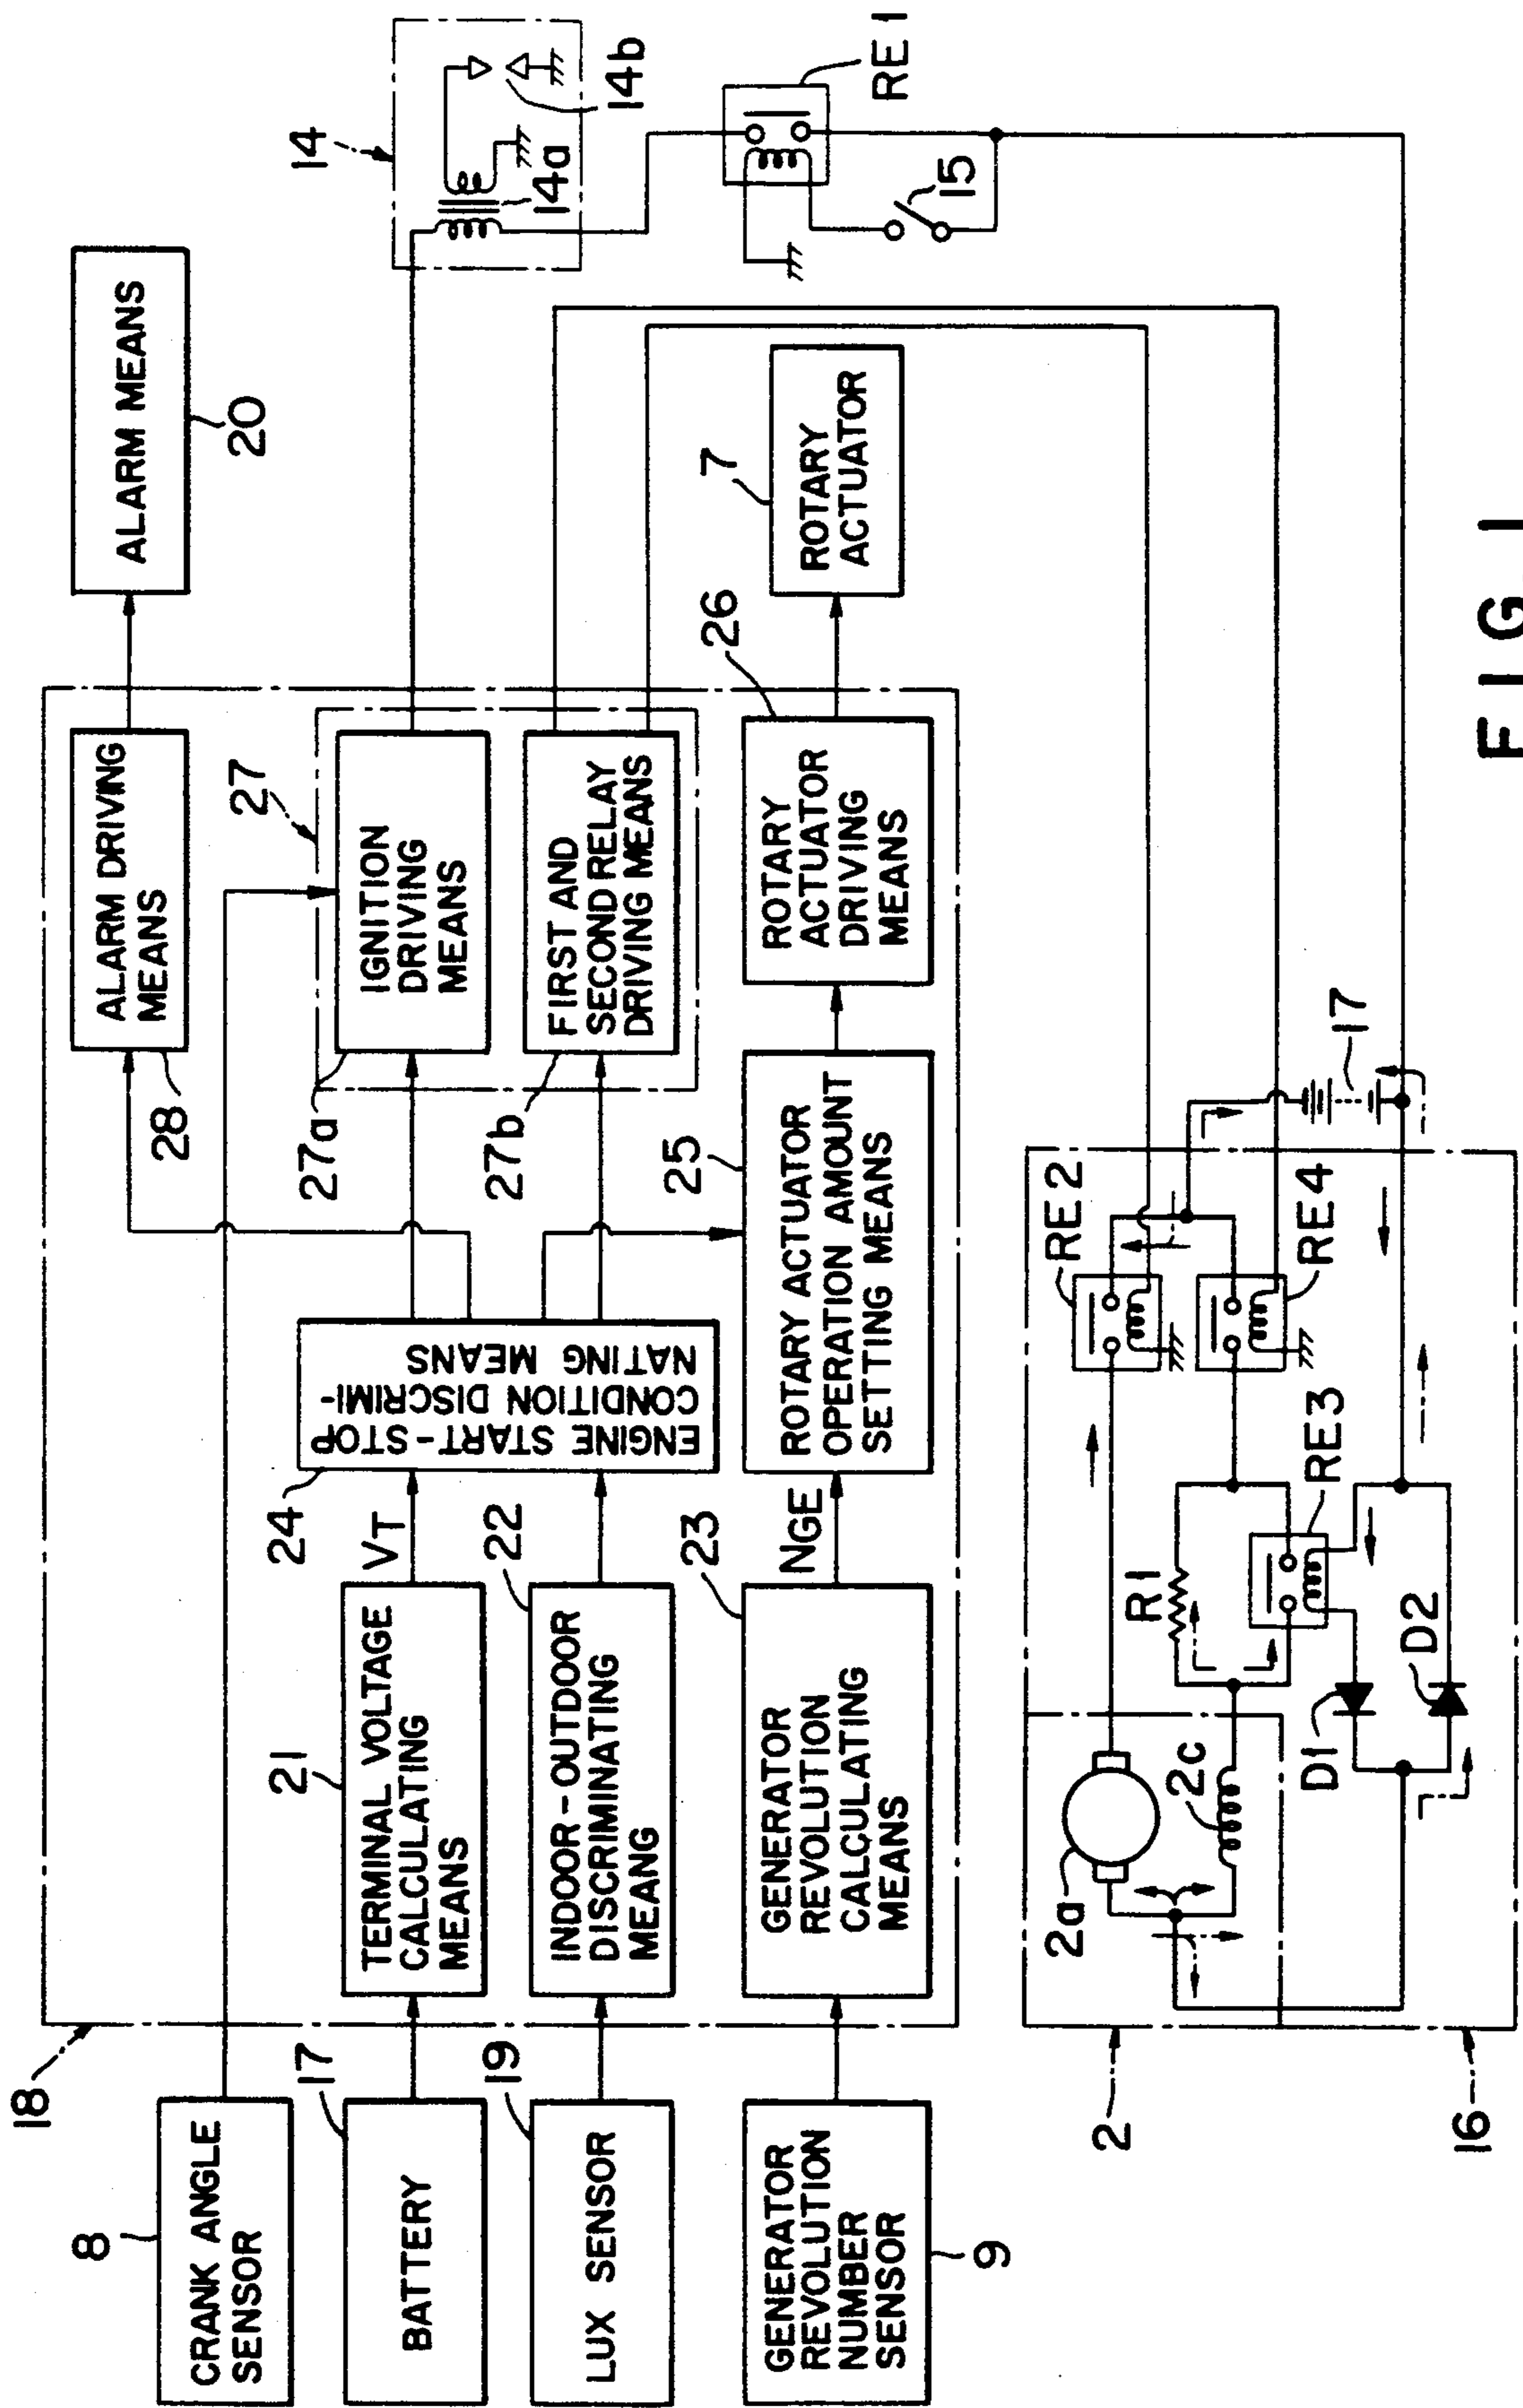 18
8
CRANK ANGLE
SENSOR
17
BATTERY
19
LUX SENSOR
GENERATOR
REVOLUTION
NUMBER
SENSOR
9
21
TERMINAL VOLTAGE
CALCULATING
MEANS
VT
22
INDOOR-OUTDOOR
DISCRIMINATING
MEANG
23
GENERATOR
REVOLUTION
CALCULATING
MEANS
NGE
24
ENGINE START-STOP
CONDITION DISCRIMI-
NATING MEANS
25
ROTARY ACTUATOR
OPERATION AMOUNT
SETTING MEANS
28
ALARM DRIVING
MEANS
27
27a
IGNITION
DRIVING
MEANS
27b
FIRST AND
SECOND RELAY
DRIVING MEANS
26
ROTARY
ACTUATOR
DRIVING
MEANS
ALARM MEANS
20
7
ROTARY
ACTUATOR
14
14a
14b
RE1
15
2
16
2a
2c
R1
RE2
RE4
RE3
D1
D2
17
FIG. 1